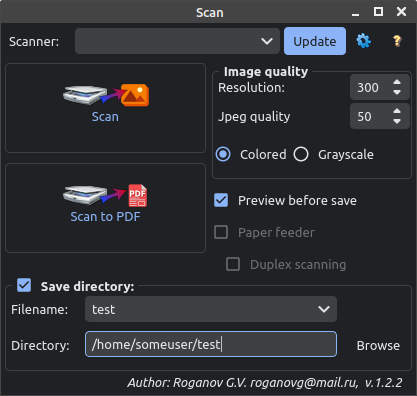 Scan
Scanner: Update ?
Image quality
Resolution: 300
Jpeg quality 50
Colored Grayscale
Scan
PDF
Scan to PDF
Preview before save
Paper feeder
Duplex scanning
Save directory:
Filename: test
Directory: /home/someuser/test Browse
Author: Roganov G.V. roganovg@mail.ru, v.1.2.2